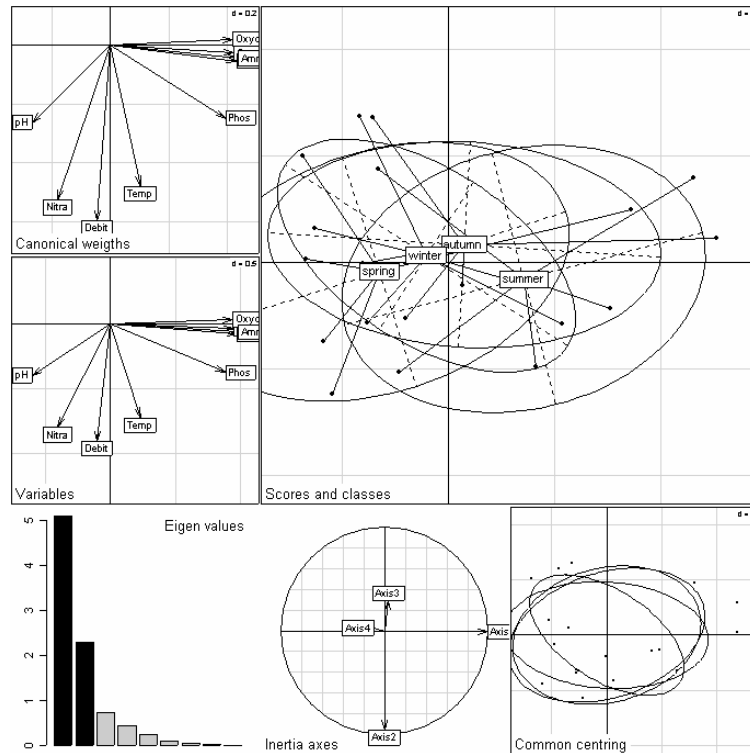 d = 0.2
Oxyd
Amm
pH
Phos
Nitra
Temp
Debit
Canonical weigths
d = 0.5
Oxyd
Amm
pH
Phos
Nitra
Temp
Debit
Variables
d =
autumn
winter
spring
summer
Scores and classes
Eigen values
5
4
3
2
1
0
Axis3
Axis4
Axis
Axis2
Inertia axes
d =
Common centring